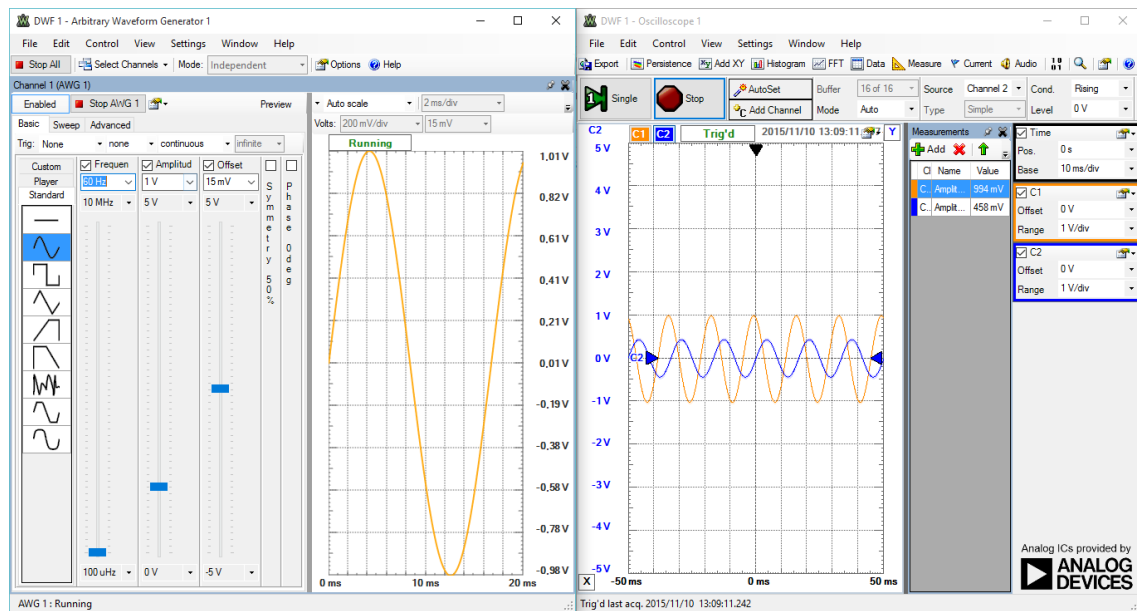 DWF 1 - Arbitrary Waveform Generator 1
File Edit Control View Settings Window Help
Stop All Select Channels Mode: Independent Options Help
Channel 1 (AWG 1)
Enabled Stop AWG 1 Preview
Basic Sweep Advanced
Trig: None none continuous infinite
Custom
Player
Standard
Frequen Amplitud Offset
60 Hz 1 V 15 mV
10 MHz 5 V 5 V
Symmetry 50%
Phase 0 deg
100 uHz 0 V -5 V
Auto scale 2 ms/div
Volts: 200 mV/div 15 mV
Running
1,01 V
0,82 V
0,61 V
0,41 V
0,21 V
0,01 V
-0,19 V
-0,38 V
-0,58 V
-0,78 V
-0,98 V
0 ms 10 ms 20 ms
AWG 1 : Running
DWF 1 - Oscilloscope 1
File Edit Control View Settings Window Help
Export Persistence Add XY Histogram FFT Data Measure Current Audio
Single Stop AutoSet Add Channel
Buffer 16 of 16 Source Channel 2 Cond. Rising
Mode Auto Type Simple Level 0 V
C2 C1 C2 Trig'd 2015/11/10 13:09:11 Y
5 V
4 V
3 V
2 V
1 V
C2 0 V
-1 V
-2 V
-3 V
-4 V
-5 V
X -50 ms 0 ms 50 ms
Measurements
Add
Name Value
C.. Amplit... 994 mV
C.. Amplit... 458 mV
Time
Pos. 0 s
Base 10 ms/div
C1
Offset 0 V
Range 1 V/div
C2
Offset 0 V
Range 1 V/div
Analog ICs provided by
ANALOG
DEVICES
Trig'd last acq. 2015/11/10 13:09:11.242